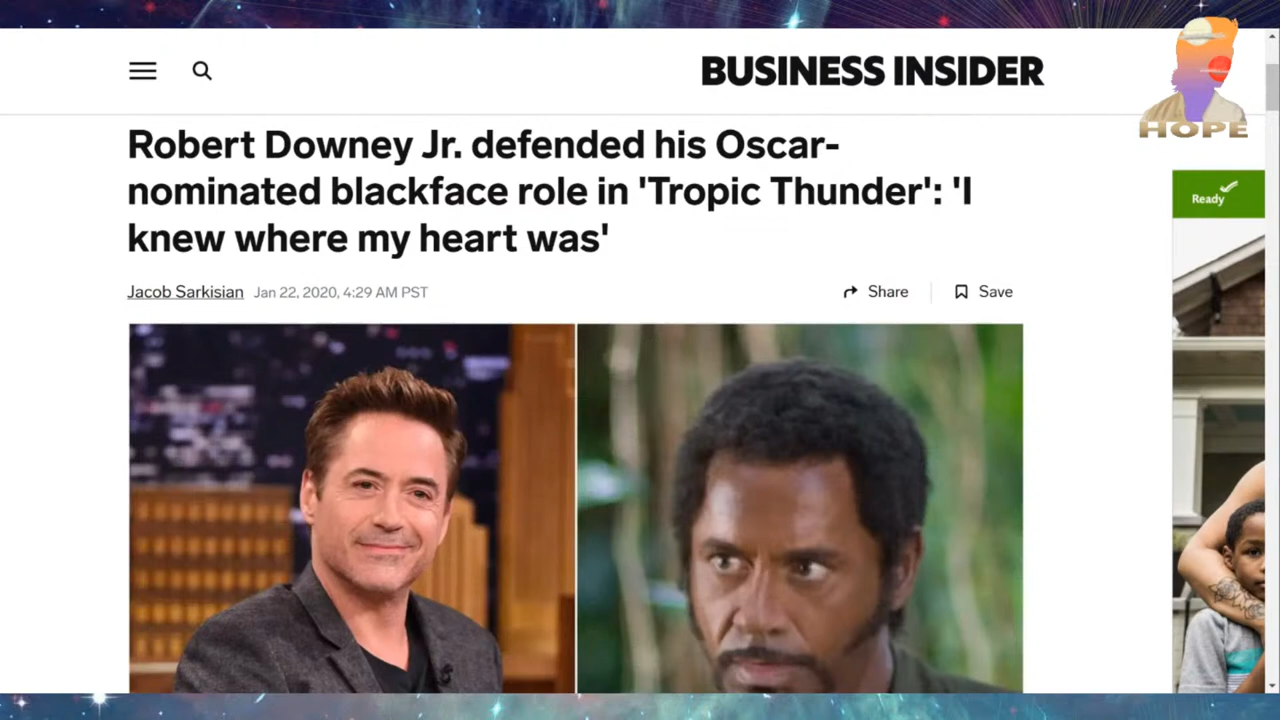 BUSINESS INSIDER
HOPE
Robert Downey Jr. defended his Oscar-
nominated blackface role in 'Tropic Thunder': 'I
knew where my heart was'
Jacob Sarkisian Jan 22, 2020, 4:29 AM PST
Share
Save
Ready